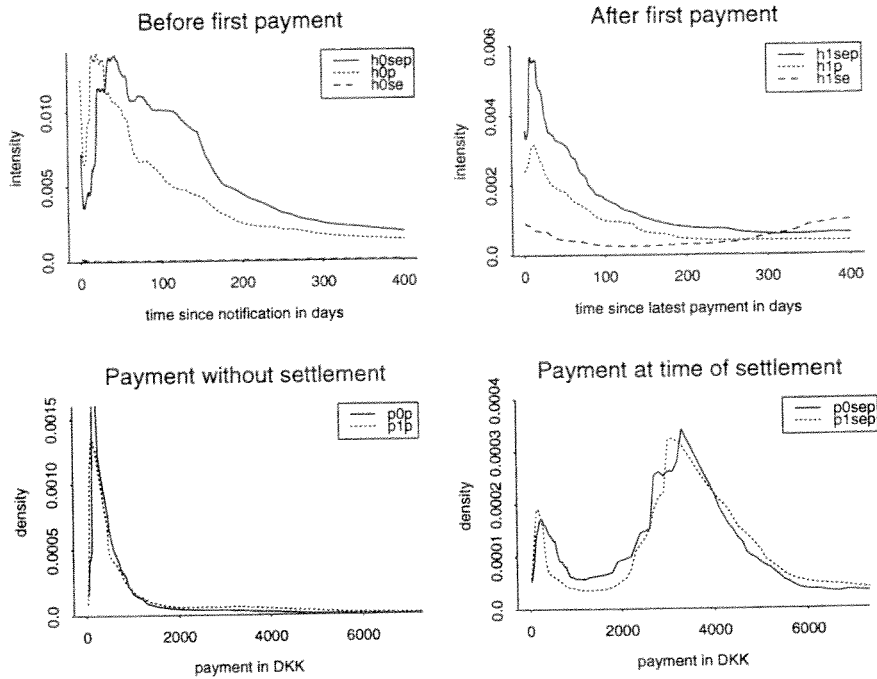 Before first payment
h0sep
h0p
h0se
0.010
0.005
0.0
intensity
0
100
200
300
400
time since notification in days
After first payment
h1sep
h1p
h1se
0.006
0.004
0.002
0.0
intensity
0
100
200
300
400
time since latest payment in days
Payment without settlement
p0p
p1p
0.0015
0.0010
0.0005
0.0
density
0
2000
4000
6000
payment in DKK
Payment at time of settlement
p0sep
p1sep
0.0004
0.0003
0.0002
0.0001
0.0
density
0
2000
4000
6000
payment in DKK